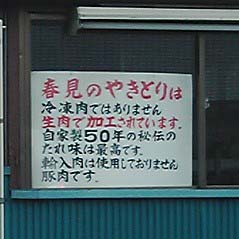 春見のやきとりは
冷凍肉ではありません
生肉で加工されています。
自家製50年の秘伝の
たれ味は最高です。
輸入肉は使用しておりません
豚肉です。